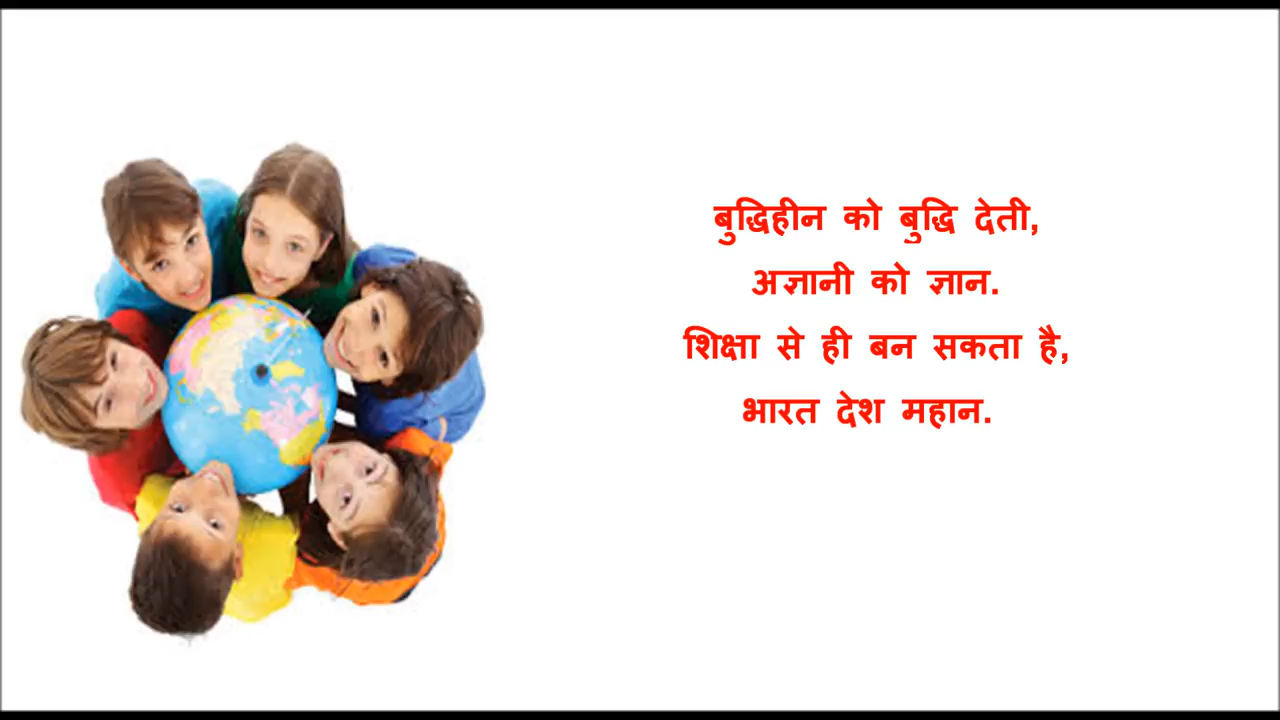 बुद्धिहीन को बुद्धि देती,
अज्ञानी को ज्ञान.
शिक्षा से ही बन सकता है,
भारत देश महान.